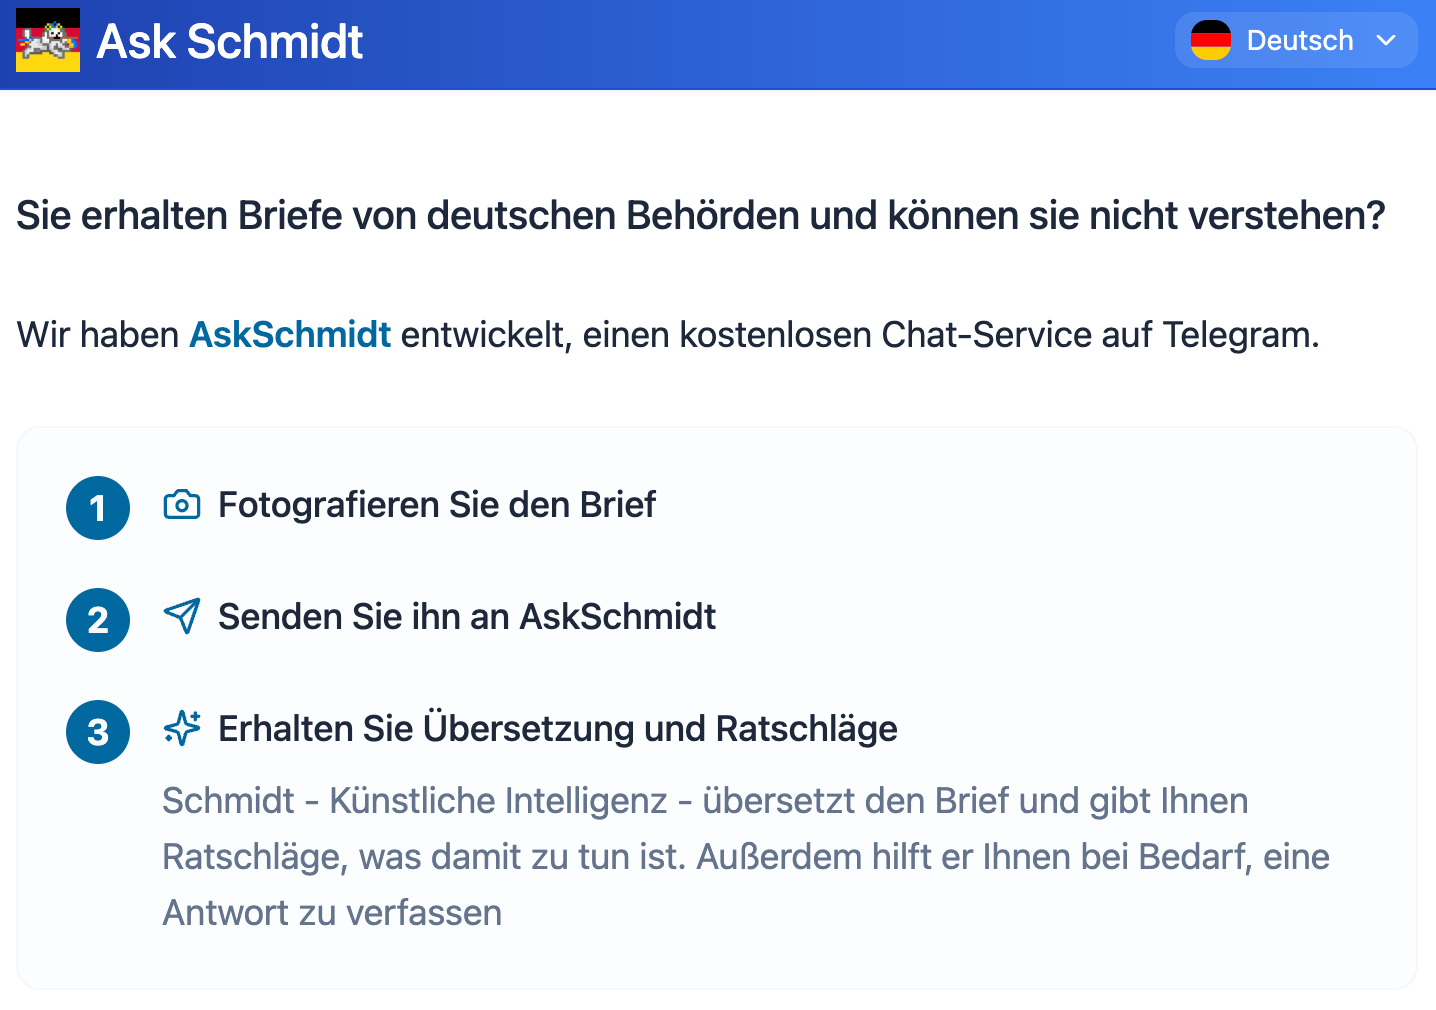 Ask Schmidt
Deutsch
Sie erhalten Briefe von deutschen Behörden und können sie nicht verstehen?
Wir haben AskSchmidt entwickelt, einen kostenlosen Chat-Service auf Telegram.
1 Fotografieren Sie den Brief
2 Senden Sie ihn an AskSchmidt
3 Erhalten Sie Übersetzung und Ratschläge
Schmidt - Künstliche Intelligenz - übersetzt den Brief und gibt Ihnen
Ratschläge, was damit zu tun ist. Außerdem hilft er Ihnen bei Bedarf, eine
Antwort zu verfassen